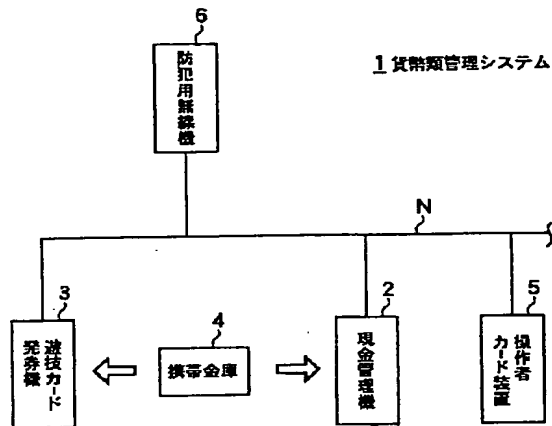 6
防犯用無線機
1 貨幣類管理システム
N
3
遊技カード
発券機
4
携帯金庫
2
現金管理機
5
操作者
カード装置